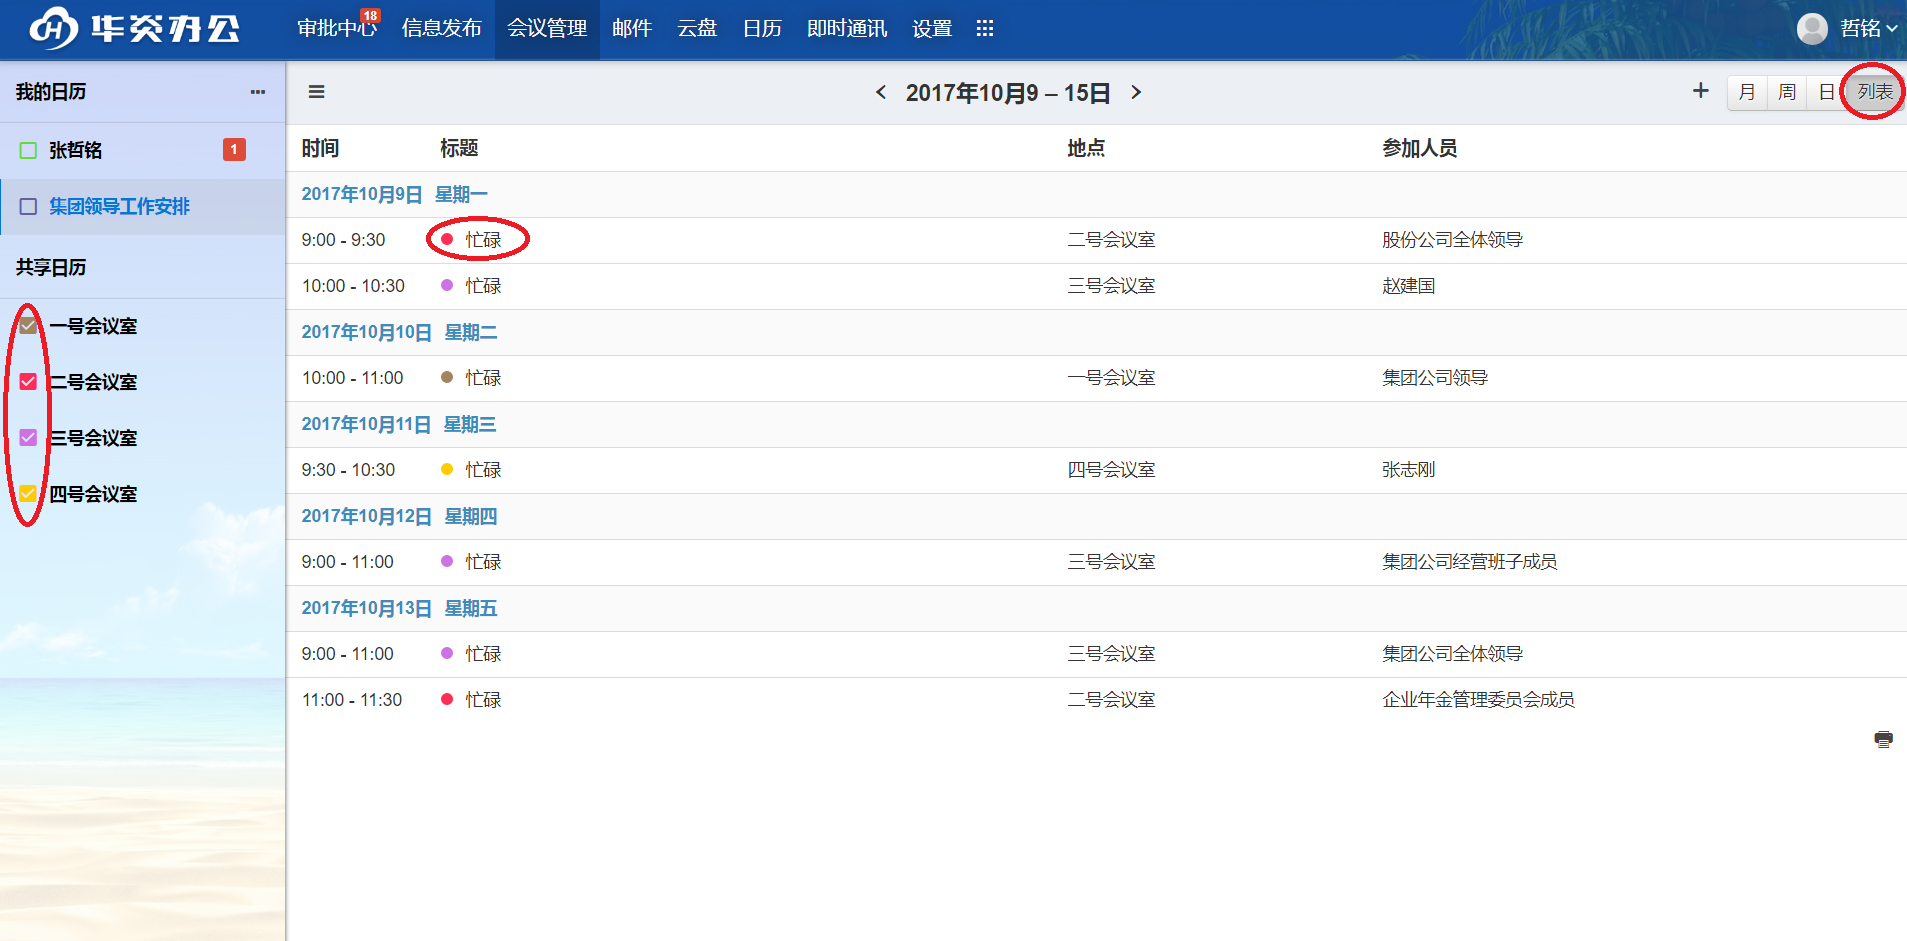 华炎办公 审批中心 18 信息发布 会议管理 邮件 云盘 日历 即时通讯 设置 哲铭
我的日历
张哲铭 1
集团领导工作安排
共享日历
一号会议室
二号会议室
三号会议室
四号会议室
2017年10月9 – 15日 + 月 周 日 列表
时间 标题 地点 参加人员
2017年10月9日 星期一
9:00 - 9:30 忙碌 二号会议室 股份公司全体领导
10:00 - 10:30 忙碌 三号会议室 赵建国
2017年10月10日 星期二
10:00 - 11:00 忙碌 一号会议室 集团公司领导
2017年10月11日 星期三
9:30 - 10:30 忙碌 四号会议室 张志刚
2017年10月12日 星期四
9:00 - 11:00 忙碌 三号会议室 集团公司经营班子成员
2017年10月13日 星期五
9:00 - 11:00 忙碌 三号会议室 集团公司全体领导
11:00 - 11:30 忙碌 二号会议室 企业年金管理委员会成员